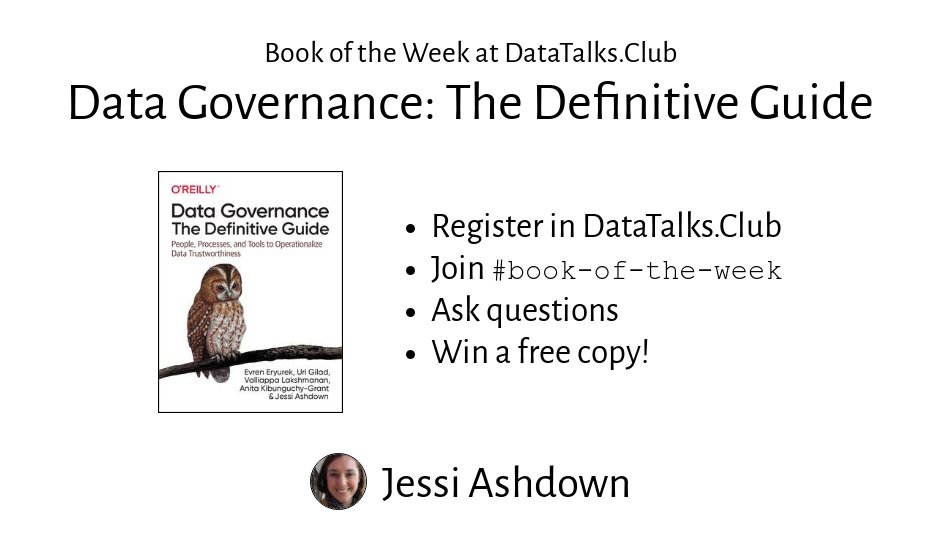 Book of the Week at DataTalks.Club
Data Governance: The Definitive Guide
O'REILLY
Data Governance
The Definitive Guide
People, Processes, and Tools to Operationalize
Data Trustworthiness
Evren Eryurek, Uri Gilad,
Valliappa Lakshmanan,
Anita Kibunguchy-Grant
& Jessi Ashdown
• Register in DataTalks.Club
• Join #book-of-the-week
• Ask questions
• Win a free copy!
Jessi Ashdown